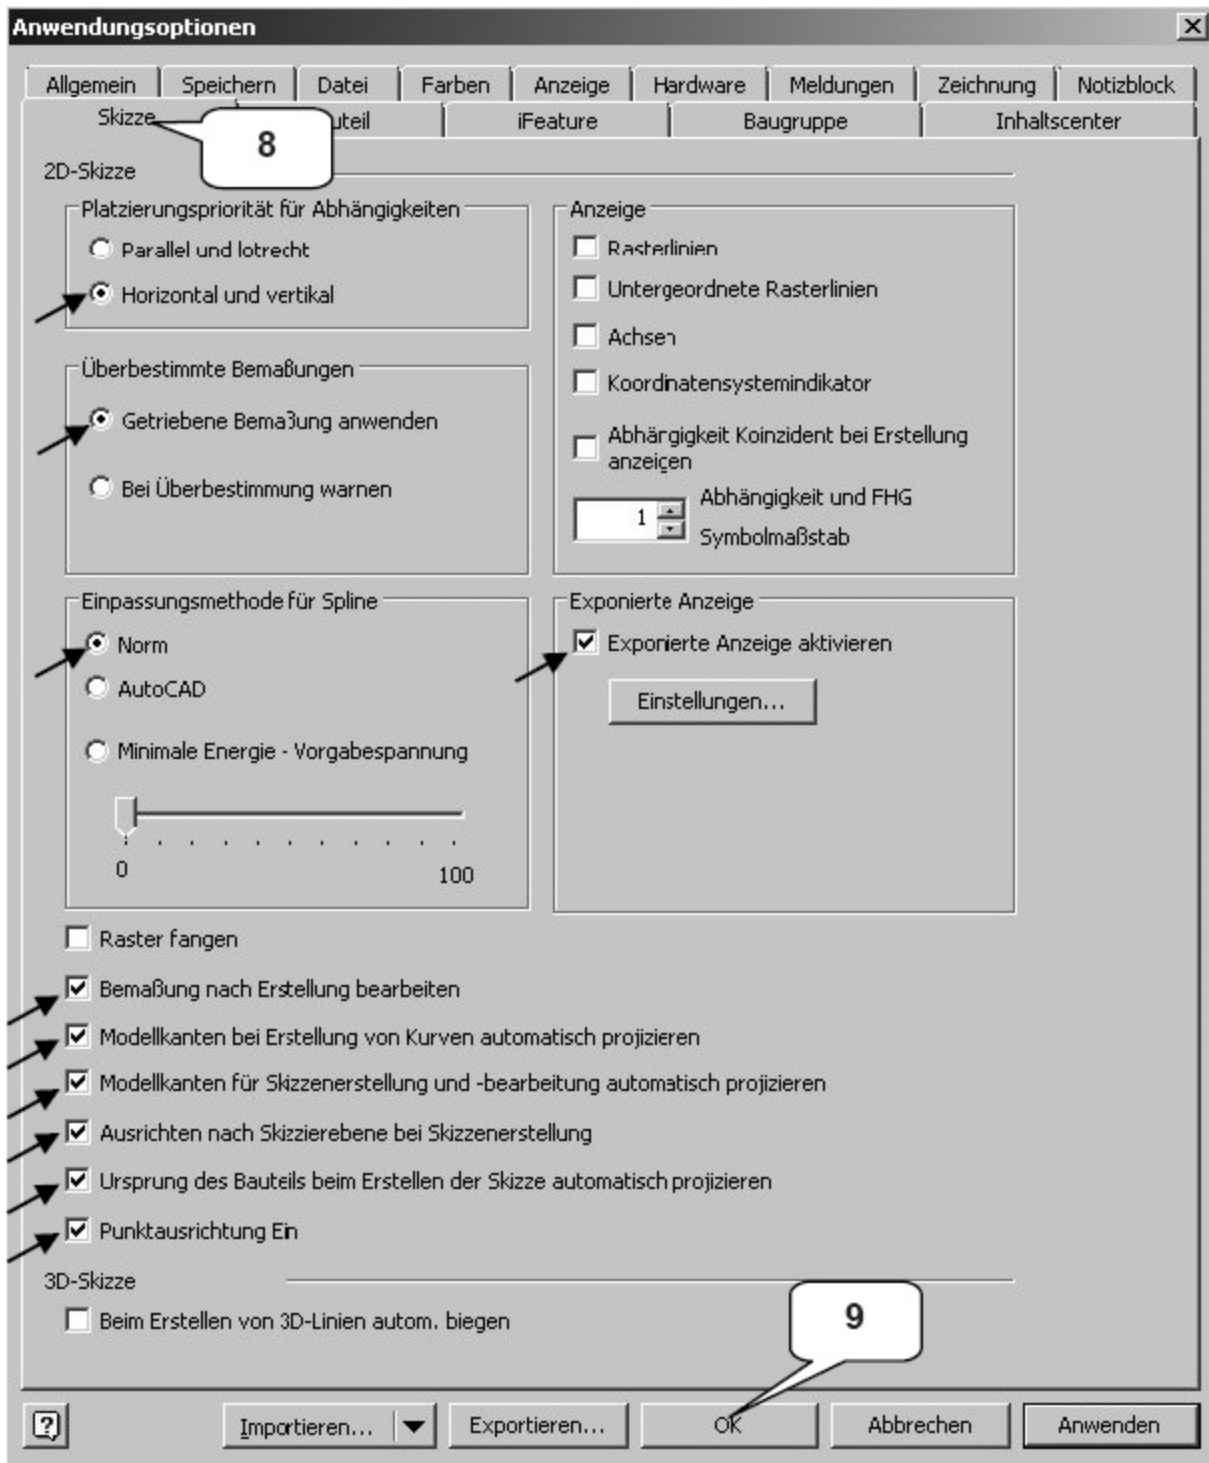 Anwendungsoptionen
Allgemein Speichern Datei Farben Anzeige Hardware Meldungen Zeichnung Notizblock
Skizze uteil iFeature Baugruppe Inhaltscenter
8
2D-Skizze
Platzierungspriorität für Abhängigkeiten
Parallel und lotrecht
Horizontal und vertikal
Überbestimmte Bemaßungen
Getriebene Bemaßung anwenden
Bei Überbestimmung warnen
Anzeige
Rasterlinien
Untergeordnete Rasterlinien
Achsen
Koordinatensystemindikator
Abhängigkeit Koinzident bei Erstellung
anzeigen
1 Abhängigkeit und FHG
Symbolmaßstab
Einpassungsmethode für Spline
Norm
AutoCAD
Minimale Energie - Vorgabespannung
0 100
Exponierte Anzeige
Exponierte Anzeige aktivieren
Einstellungen...
Raster fangen
Bemaßung nach Erstellung bearbeiten
Modellkanten bei Erstellung von Kurven automatisch projizieren
Modellkanten für Skizzenerstellung und -bearbeitung automatisch projizieren
Ausrichten nach Skizzierebene bei Skizzenerstellung
Ursprung des Bauteils beim Erstellen der Skizze automatisch projizieren
Punktausrichtung Ein
3D-Skizze
Beim Erstellen von 3D-Linien autom. biegen
9
? Importieren... Exportieren... OK Abbrechen Anwenden